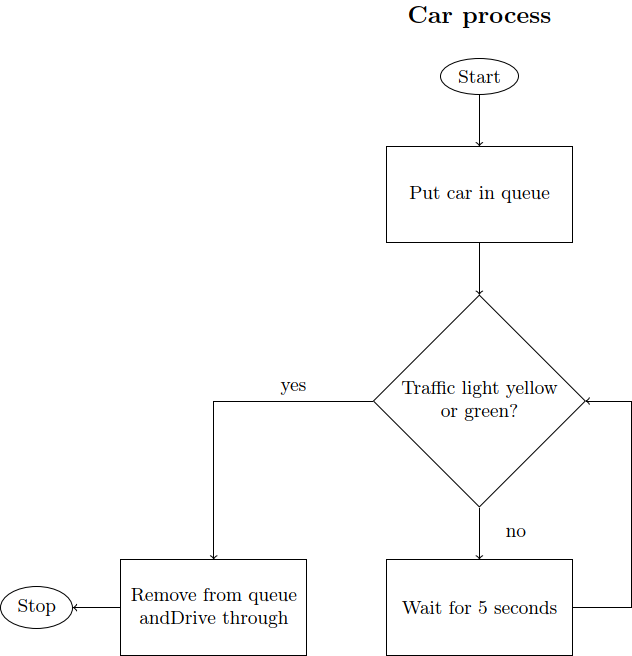 Car process
Start
Put car in queue
Traffic light yellow
or green?
yes
no
Remove from queue
andDrive through
Wait for 5 seconds
Stop